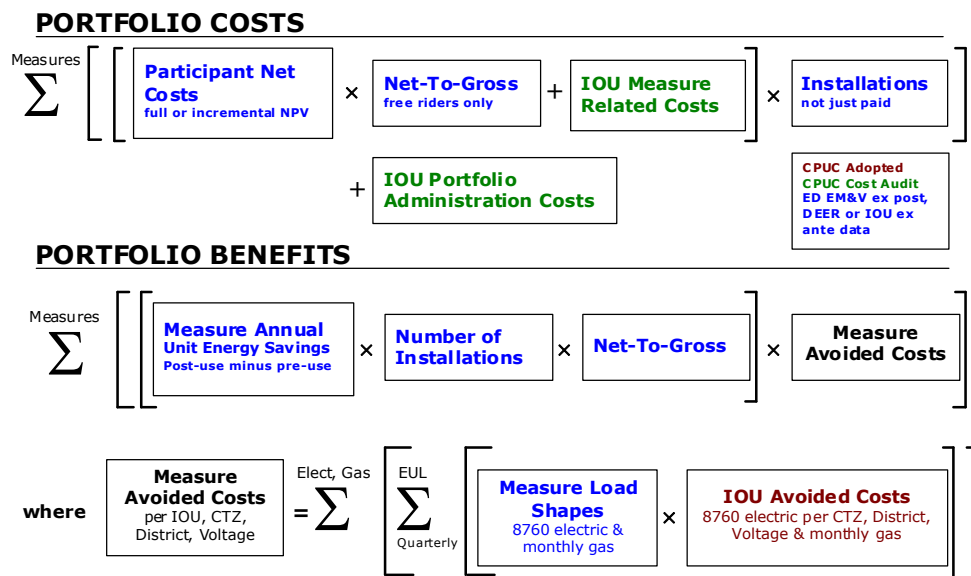 PORTFOLIO COSTS
Measures
∑
Participant Net
Costs
full or incremental NPV
×
Net-To-Gross
free riders only
+
IOU Measure
Related Costs
×
Installations
not just paid
+
IOU Portfolio
Administration Costs
CPUC Adopted
CPUC Cost Audit
ED EM&V ex post,
DEER or IOU ex
ante data
PORTFOLIO BENEFITS
Measures
∑
Measure Annual
Unit Energy Savings
Post-use minus pre-use
×
Number of
Installations
×
Net-To-Gross
×
Measure
Avoided Costs
where
Measure
Avoided Costs
per IOU, CTZ,
District, Voltage
=
Elect, Gas
∑
EUL
∑
Quarterly
Measure Load
Shapes
8760 electric &
monthly gas
×
IOU Avoided Costs
8760 electric per CTZ, District,
Voltage & monthly gas